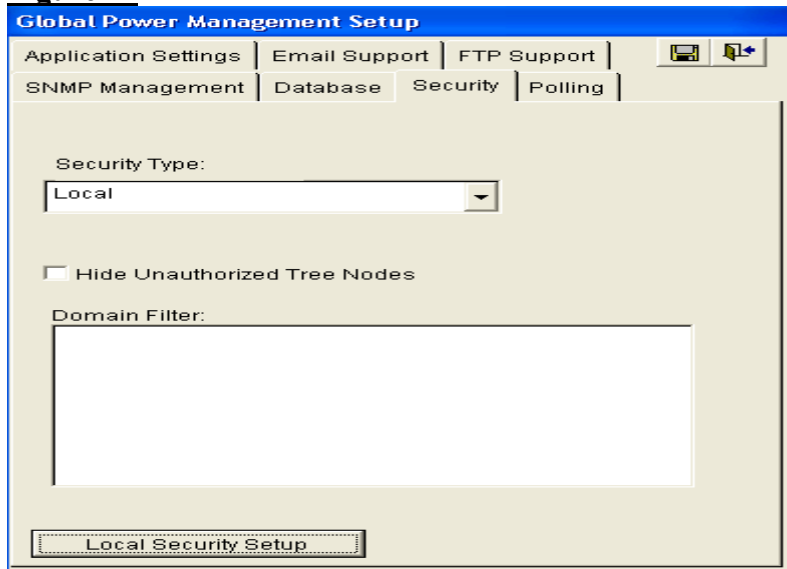 Global Power Management Setup
Application Settings Email Support FTP Support
SNMP Management Database Security Polling
Security Type:
Local
Hide Unauthorized Tree Nodes
Domain Filter:
Local Security Setup